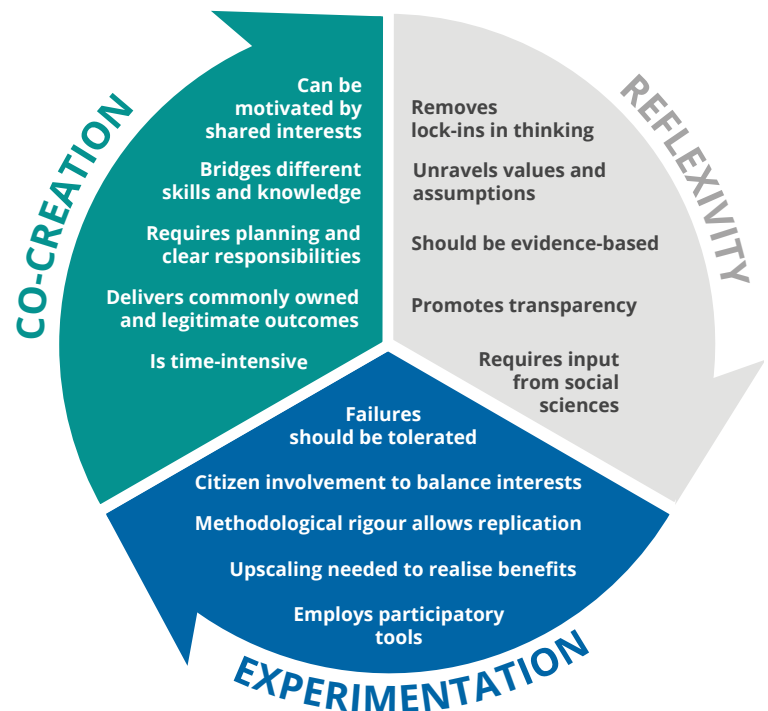 CO-CREATION
Can be
motivated by
shared interests
Bridges different
skills and knowledge
Requires planning and
clear responsibilities
Delivers commonly owned
and legitimate outcomes
Is time-intensive
REFLEXIVITY
Removes
lock-ins in thinking
Unravels values and
assumptions
Should be evidence-based
Promotes transparency
Requires input
from social
sciences
Failures
should be tolerated
Citizen involvement to balance interests
Methodological rigour allows replication
Upscaling needed to realise benefits
Employs participatory
tools
EXPERIMENTATION